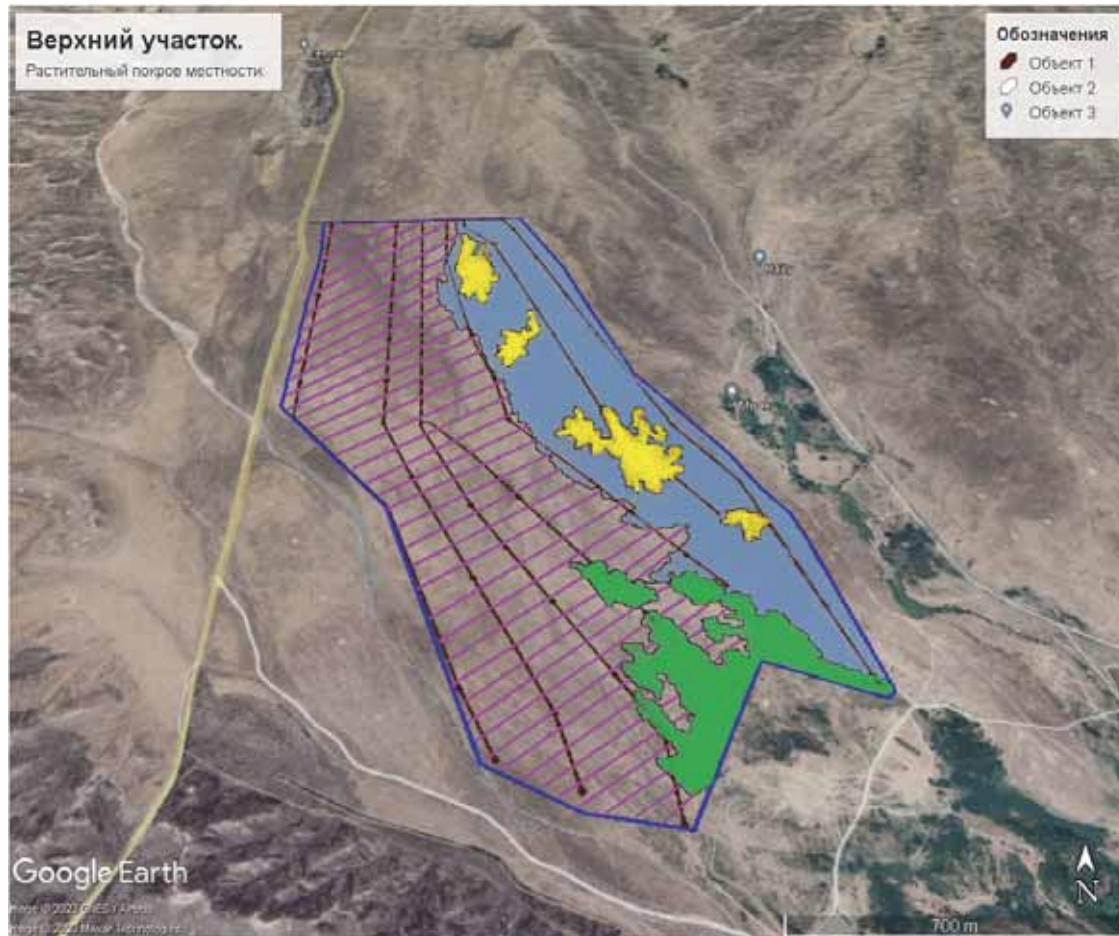 Верхний участок.
Растительный покров местности.
Обозначения
Объект 1
Объект 2
Объект 3
Google Earth
700 m
N